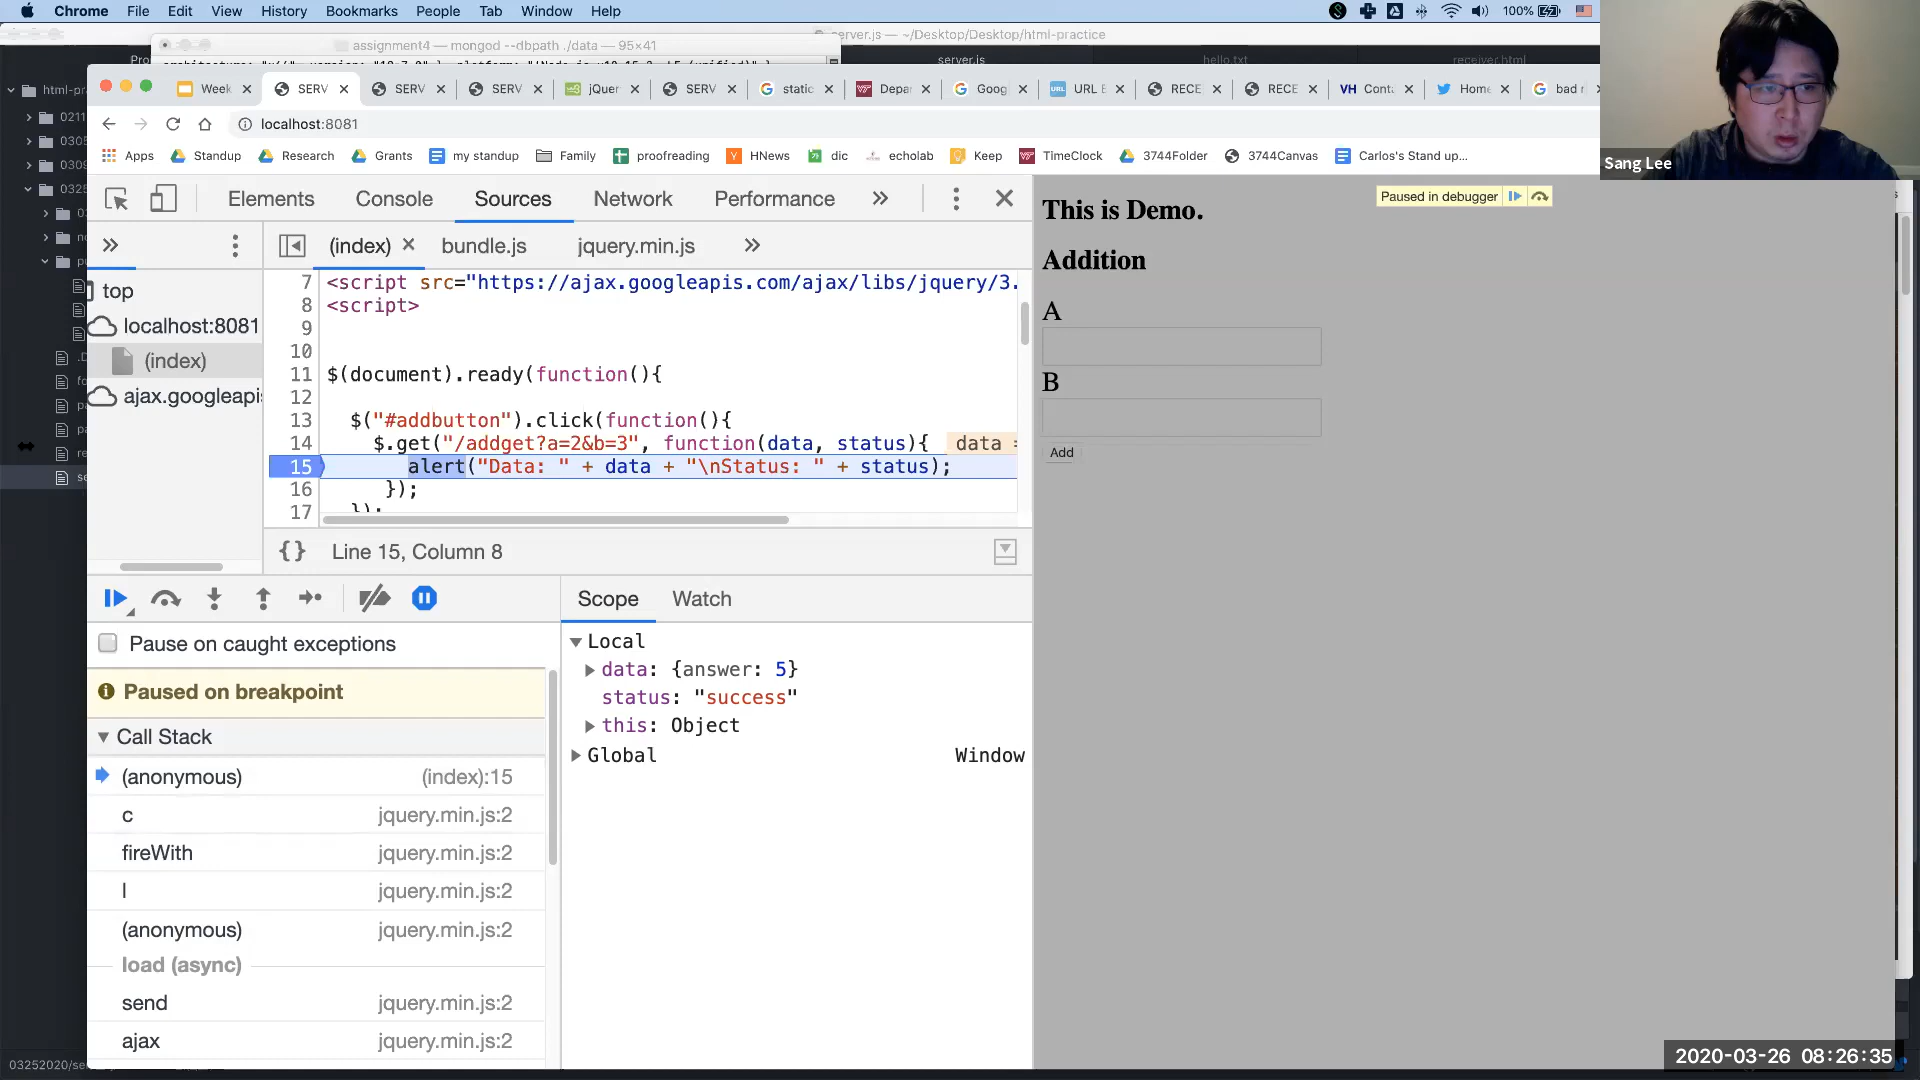 Chrome File Edit View History Bookmarks People Tab Window Help 100%
server.js — ~/Desktop/Desktop/html-practice
assignment4 — mongod --dbpath ./data — 95×41
server.js hello.txt receiver.html
Week SERV SERV SERV jQuer SERV static Depar Goog URL E RECE RECE VH Conta Home bad r
localhost:8081
Apps Standup Research Grants my standup Family proofreading HNews dic echolab Keep TimeClock 3744Folder 3744Canvas Carlos's Stand up...
Sang Lee
Elements Console Sources Network Performance
(index) bundle.js jquery.min.js
top
localhost:8081
(index)
ajax.googleapis
7 <script src="https://ajax.googleapis.com/ajax/libs/jquery/3.
8 <script>
9
10
11 $(document).ready(function(){
12
13 $("#addbutton").click(function(){
14 $.get("/addget?a=2&b=3", function(data, status){ data =
15 alert("Data: " + data + "\nStatus: " + status);
16 });
17 });
{} Line 15, Column 8
Pause on caught exceptions
Paused on breakpoint
Call Stack
(anonymous) (index):15
c jquery.min.js:2
fireWith jquery.min.js:2
l jquery.min.js:2
(anonymous) jquery.min.js:2
load (async)
send jquery.min.js:2
ajax jquery.min.js:2
Scope Watch
Local
data: {answer: 5}
status: "success"
this: Object
Global Window
Paused in debugger
This is Demo.
Addition
A
B
Add
03252020/se
2020-03-26 08:26:35